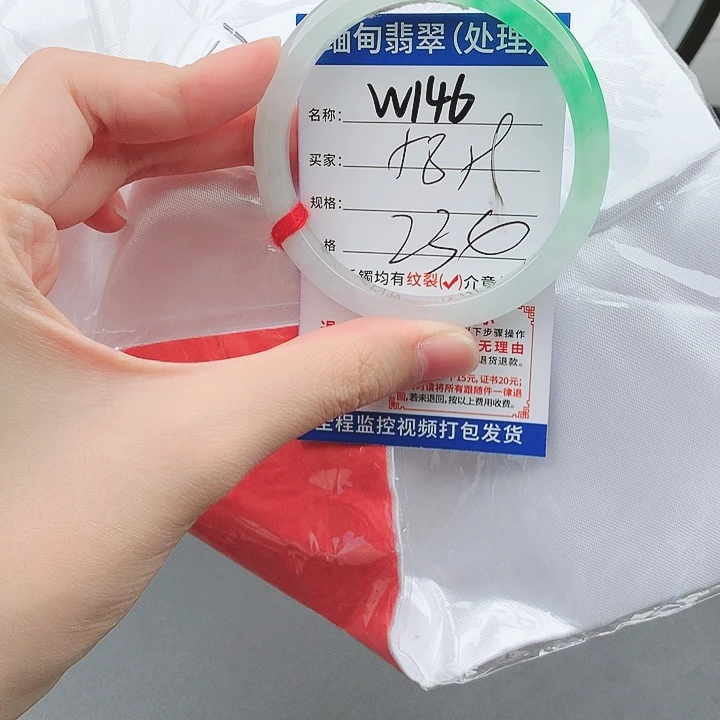 缅甸翡翠(处理)
名称: W146
买家:
规格:
格 230
镯均有纹裂(✓)介意
下步骤操作
无理由
退货退款。
15元, 证书20元;
时请将所有跟随件一律退
回,若未退回,按以上费用收费。
全程监控视频打包发货